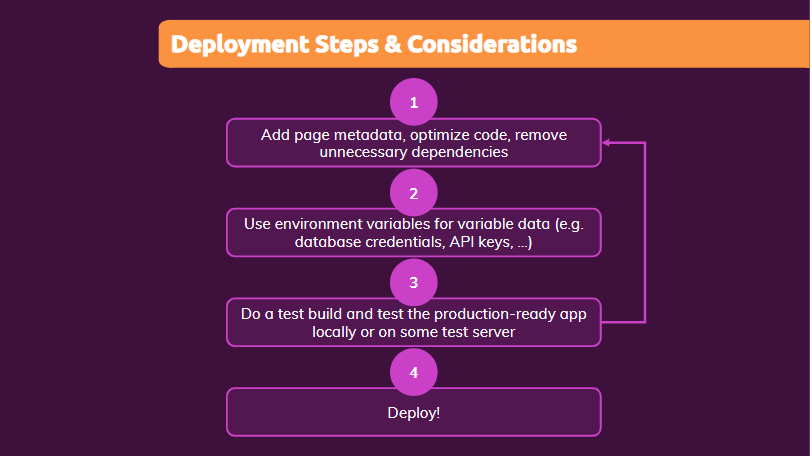 Deployment Steps & Considerations
1
Add page metadata, optimize code, remove
unnecessary dependencies
2
Use environment variables for variable data (e.g.
database credentials, API keys, ...)
3
Do a test build and test the production-ready app
locally or on some test server
4
Deploy!